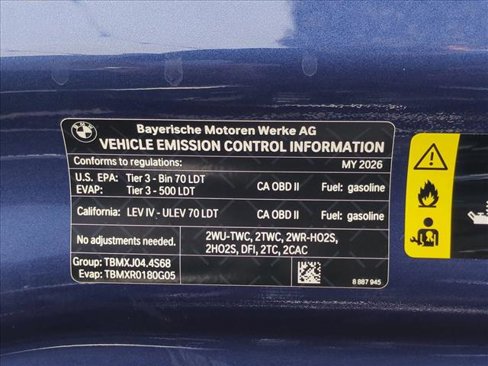 BMW
Bayerische Motoren Werke AG
VEHICLE EMISSION CONTROL INFORMATION
Conforms to regulations: MY 2026
U.S. EPA: Tier 3 - Bin 70 LDT CA OBD II Fuel: gasoline
EVAP: Tier 3 - 500 LDT
California: LEV IV - ULEV 70 LDT CA OBD II Fuel: gasoline
No adjustments needed. 2WU-TWC, 2TWC, 2WR-HO2S,
2HO2S, DFI, 2TC, 2CAC
Group: TBMXJ04.4S68
Evap: TBMXR0180G05
8 887 945